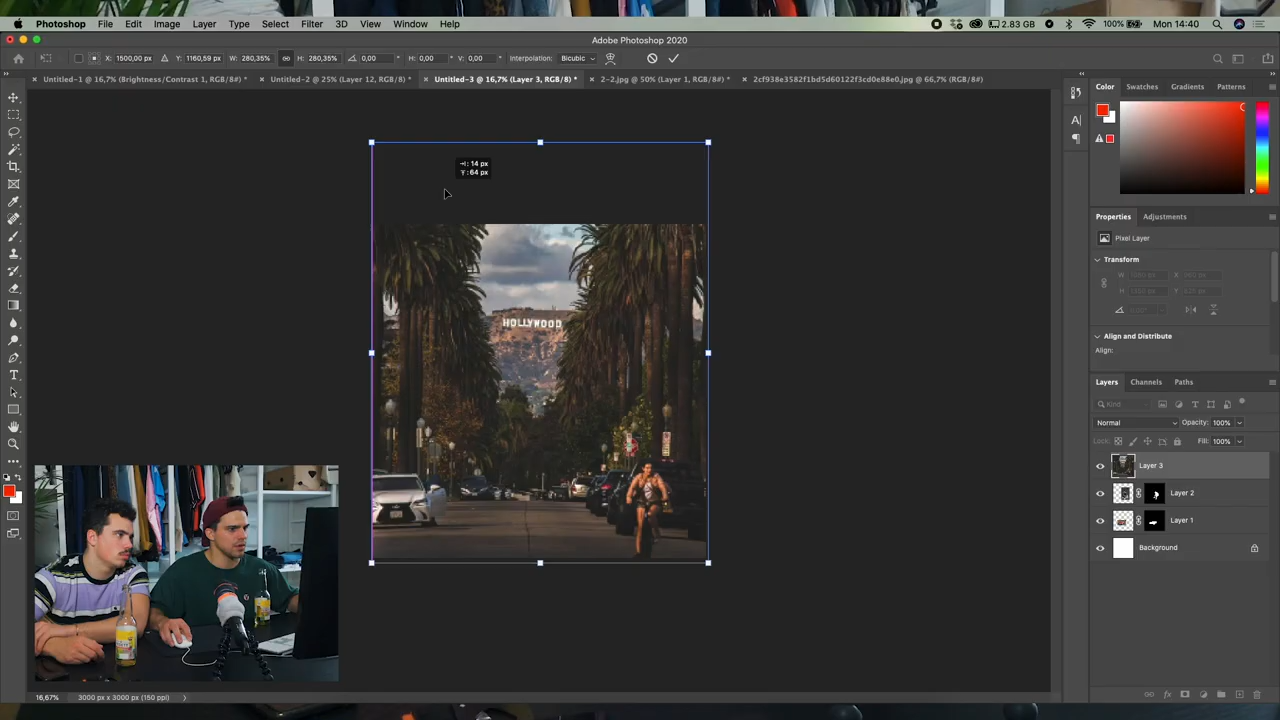 Photoshop File Edit Image Layer Type Select Filter 3D View Window Help 2.83 GB 100% Mon 14:40
Adobe Photoshop 2020
X: 1500,00 px Y: 1160,59 px W: 280,35% H: 280,35% 0,00 H: 0,00 V: 0,00 Interpolation: Bicubic
Untitled-1 @ 16,7% (Brightness/Contrast 1, RGB/8#) * Untitled-2 @ 25% (Layer 12, RGB/8#) * Untitled-3 @ 16,7% (Layer 3, RGB/8) * 2-2.jpg @ 50% (Layer 1, RGB/8#) * 2cf938e3582f1bd5d60122f3cd0e88e0.jpg @ 66,7% (RGB/8#)
Color Swatches Gradients Patterns
: 14 px
: 64 px
HOLLYWOOD
Properties Adjustments
Pixel Layer
Transform
Align and Distribute
Align:
Layers Channels Paths
Kind
Normal Opacity: 100%
Lock: Fill: 100%
Layer 3
Layer 2
Layer 1
Background
16,67% 3000 px x 3000 px (150 ppi)